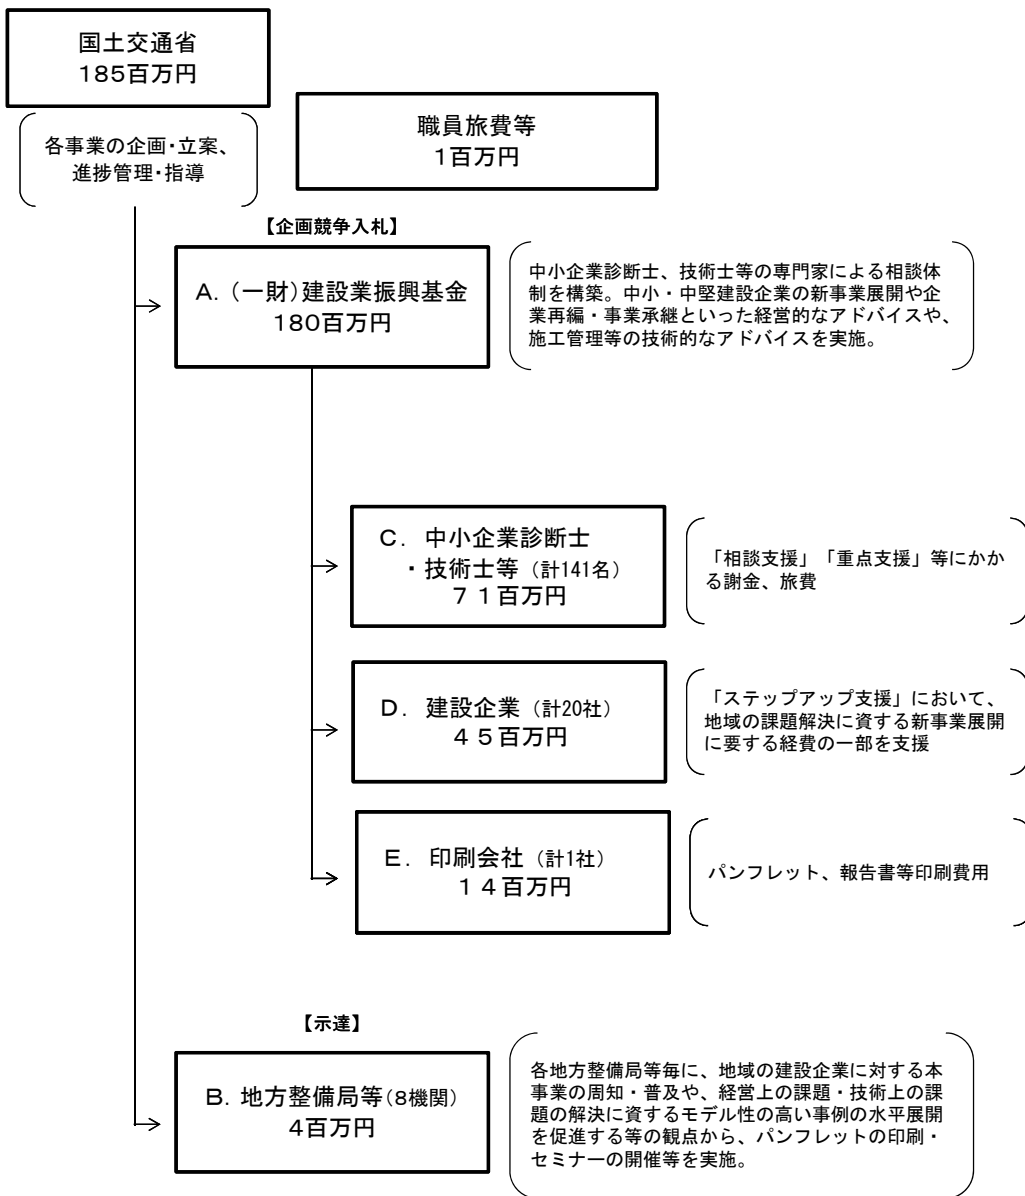 国土交通省
185百万円
各事業の企画・立案、
進捗管理・指導
職員旅費等
1百万円
【企画競争入札】
A.（一財）建設業振興基金
180百万円
中小企業診断士、技術士等の専門家による相談体
制を構築。中小・中堅建設企業の新事業展開や企
業再編・事業承継といった経営的なアドバイスや、
施工管理等の技術的なアドバイスを実施。
C．中小企業診断士
・技術士等（計141名）
７１百万円
「相談支援」「重点支援」等にかか
る謝金、旅費
D．建設企業（計20社）
４５百万円
「ステップアップ支援」において、
地域の課題解決に資する新事業展開
に要する経費の一部を支援
E．印刷会社（計1社）
１４百万円
パンフレット、報告書等印刷費用
【示達】
B. 地方整備局等（8機関）
4百万円
各地方整備局等毎に、地域の建設企業に対する本
事業の周知・普及や、経営上の課題・技術上の課
題の解決に資するモデル性の高い事例の水平展開
を促進する等の観点から、パンフレットの印刷・
セミナーの開催等を実施。